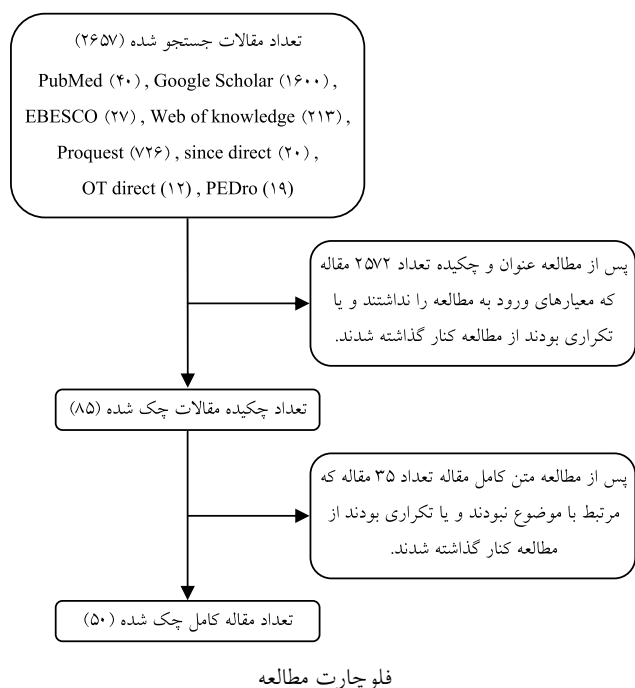 تعداد مقالات جستجو شده (۲۶۵۷)
PubMed (۴۰) , Google Scholar (۱۶۰۰) ,
EBESCO (۲۷) , Web of knowledge (۲۱۳) ,
Proquest (۷۲۶) , since direct (۲۰) ,
OT direct (۱۲) , PEDro (۱۹)
پس از مطالعه عنوان و چکیده تعداد ۲۵۷۲ مقاله
که معیارهای ورود به مطالعه را نداشتند و یا
تکراری بودند از مطالعه کنار گذاشته شدند.
تعداد چکیده مقالات چک شده (۸۵)
پس از مطالعه متن کامل مقاله تعداد ۳۵ مقاله که
مرتبط با موضوع نبودند و یا تکراری بودند از
مطالعه کنار گذاشته شدند.
تعداد مقاله کامل چک شده (۵۰)
فلوچارت مطالعه